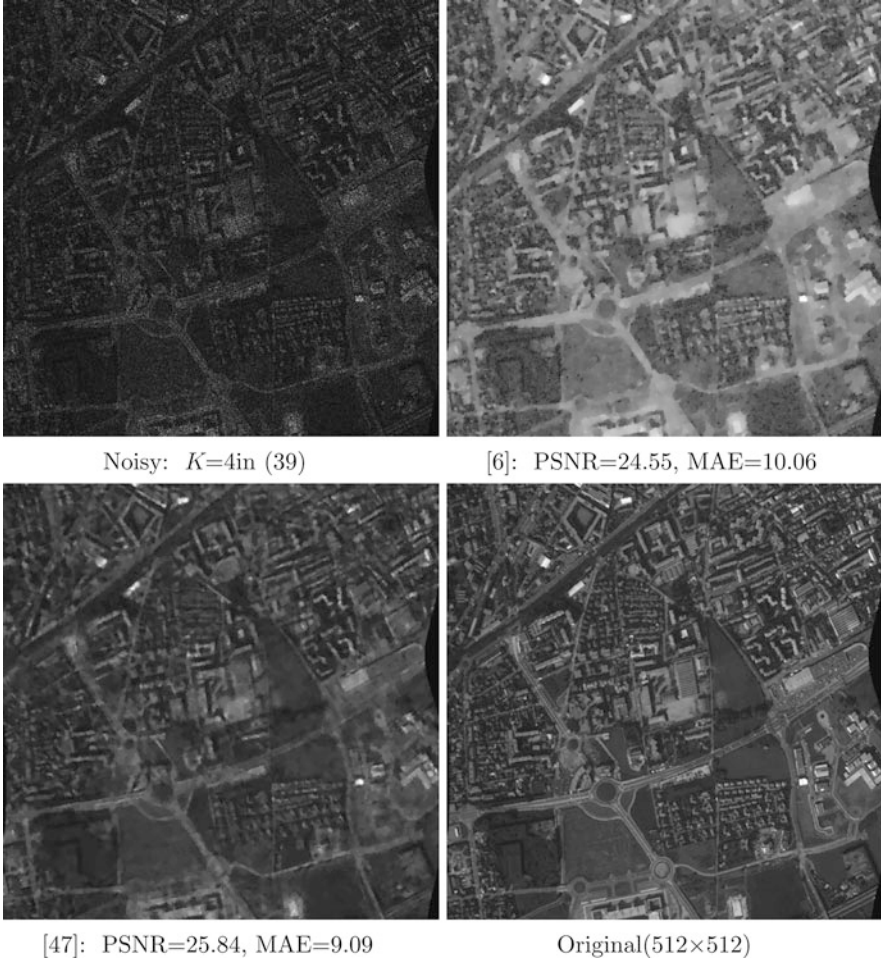 Noisy: K=4in (39)
[6]: PSNR=24.55, MAE=10.06
[47]: PSNR=25.84, MAE=9.09
Original(512×512)